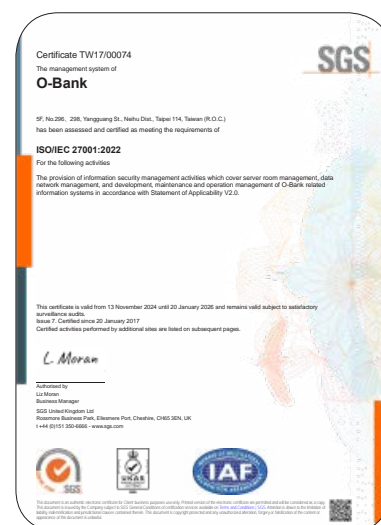 Certificate TW17/00074
SGS
The management system of
O-Bank
5F, No.296, 298, Yangguang St., Neihu Dist., Taipei 114, Taiwan (R.O.C.)
has been assessed and certified as meeting the requirements of
ISO/IEC 27001:2022
For the following activities
The provision of information security management activities which cover server room management, data
network management, and development, maintenance and operation management of O-Bank related
information systems in accordance with Statement of Applicability V2.0.
This certificate is valid from 13 November 2024 until 20 January 2026 and remains valid subject to satisfactory
surveillance audits.
Issue 7. Certified since 20 January 2017
Certified activities performed by additional sites are listed on subsequent pages.
L. Moran
Authorised by
Liz Moran
Business Manager
SGS United Kingdom Ltd
Rossmore Business Park, Ellesmere Port, Cheshire, CH65 3EN, UK
t +44 (0)151 350-6666 - www.sgs.com
SGS
UKAS
IAF